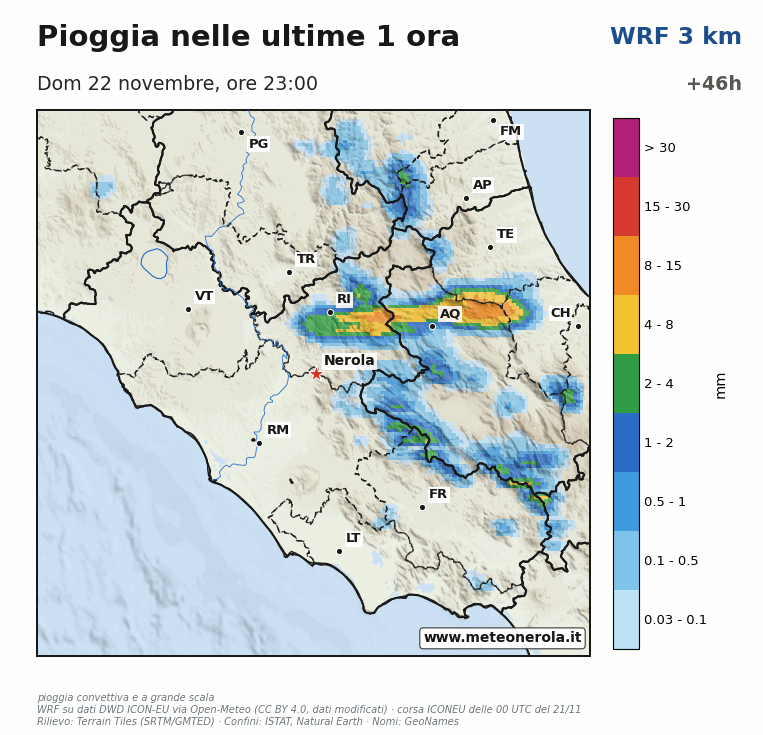 Pioggia nelle ultime 1 ora
WRF 3 km
Dom 22 novembre, ore 23:00
+46h
FM
PG
AP
TE
TR
VT
RI
AQ
CH
Nerola
RM
FR
LT
www.meteonerola.it
> 30
15 - 30
8 - 15
4 - 8
2 - 4
1 - 2
0.5 - 1
0.1 - 0.5
0.03 - 0.1
mm
pioggia convettiva e a grande scala
WRF su dati DWD ICON-EU via Open-Meteo (CC BY 4.0, dati modificati) · corsa ICONEU delle 00 UTC del 21/11
Rilievo: Terrain Tiles (SRTM/GMTED) · Confini: ISTAT, Natural Earth · Nomi: GeoNames